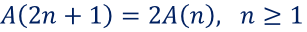 A(2n + 1) = 2A(n),  n ≥ 1